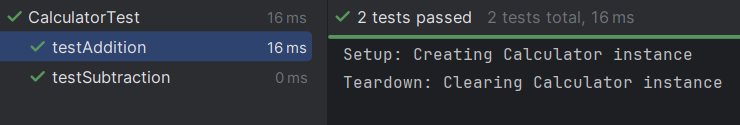 CalculatorTest 16 ms
testAddition 16 ms
testSubtraction 0 ms
2 tests passed 2 tests total, 16 ms
Setup: Creating Calculator instance
Teardown: Clearing Calculator instance